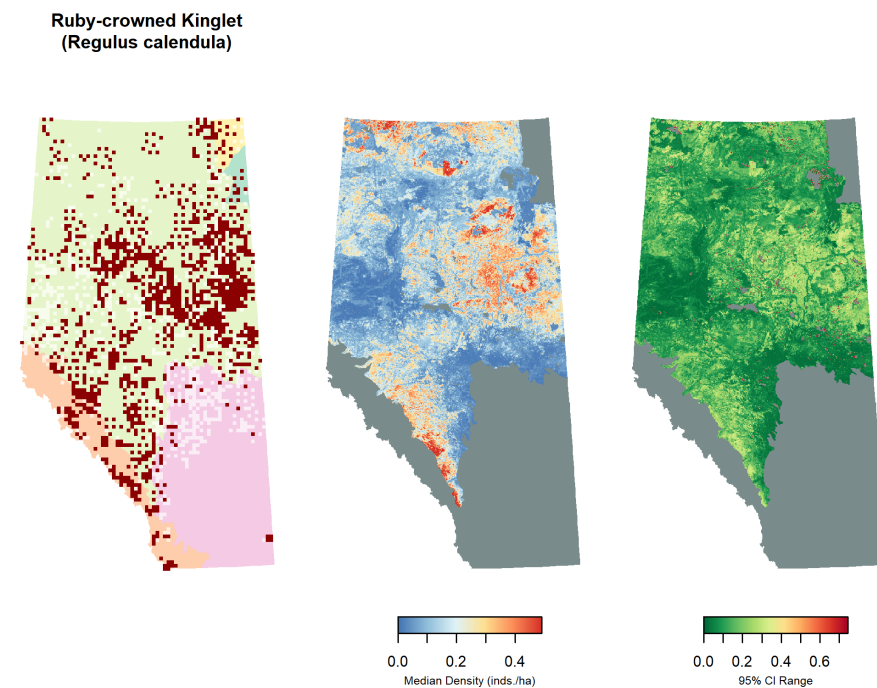 Ruby-crowned Kinglet
(Regulus calendula)
0.0 0.2 0.4
Median Density (inds./ha)
0.0 0.2 0.4 0.6
95% CI Range